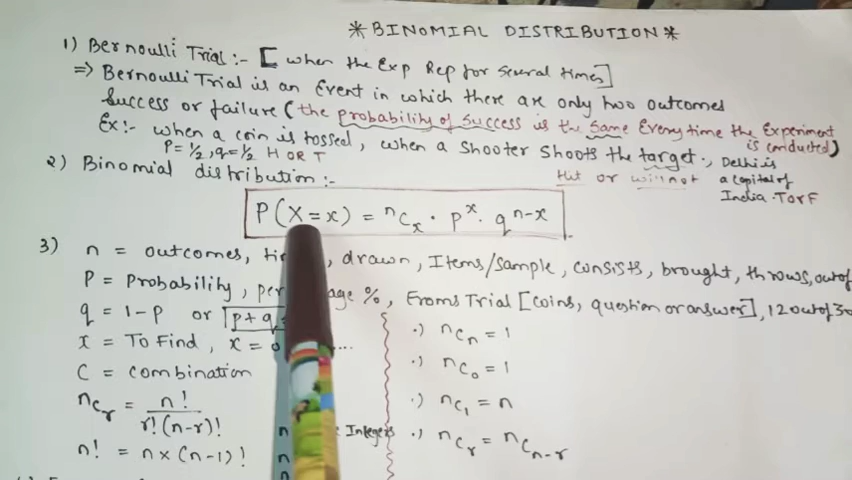 *BINOMIAL DISTRIBUTION*
1) Bernoulli Trial :- [when the Exp Rep for Several times]
⇒ Bernoulli Trial is an Event in which there are only two outcomes
Success or failure (the probability of success is the same Every time the Experiment
is conducted)
Ex:- when a coin is tossed, when a shooter shoots the target.,
P=1/2, q=1/2 H OR T
Hit or will not
Delhi is
a capital of
India. T or F
2) Binomial distribution :-
P(X=x) = nCx · p^x · q^n-x
3) n = outcomes, drawn, Items/sample, consists, brought, throws, out of
P = Probability, %, From Trial [coins, question or answer], 12 out of 30
q = 1-p or p+q
x = To Find, x = 0 ....
C = combination
nCr = n!/r!(n-r)!
n! = n×(n-1)!
n Integers
n
n
.) nCn = 1
.) nC0 = 1
.) nC1 = n
.) nCr = nCn-r